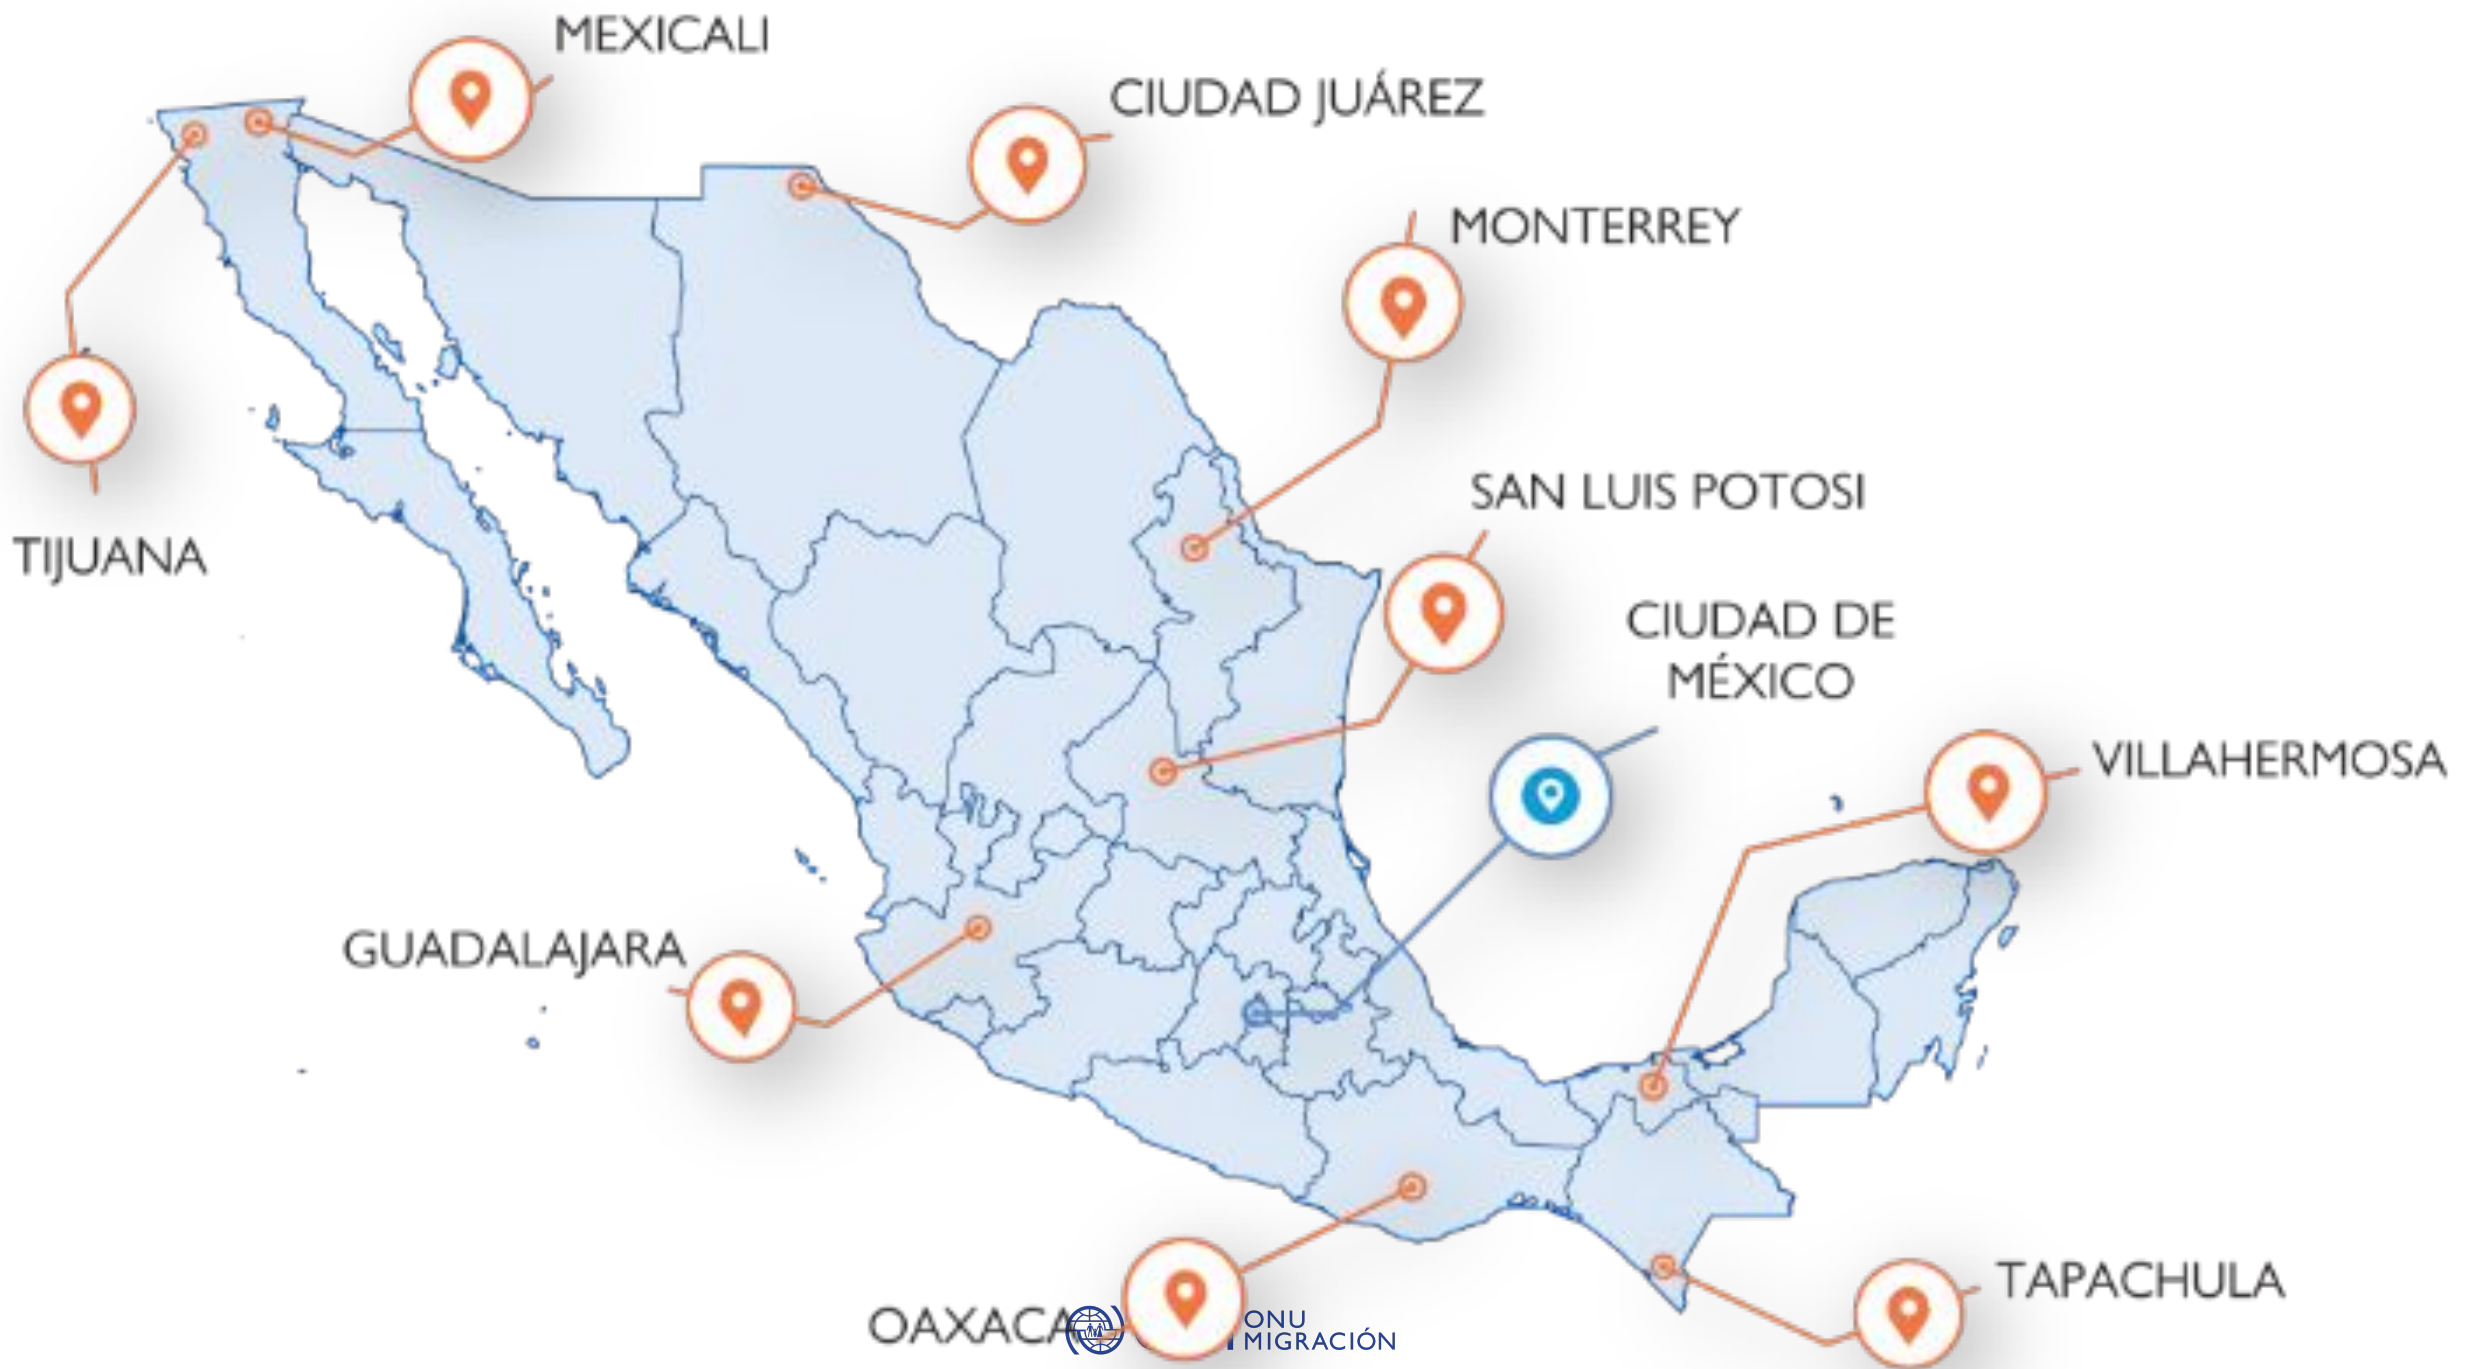 MEXICALI
CIUDAD JUÁREZ
MONTERREY
SAN LUIS POTOSI
TIJUANA
CIUDAD DE
MÉXICO
VILLAHERMOSA
GUADALAJARA
TAPACHULA
OAXACA
ONU
MIGRACIÓN